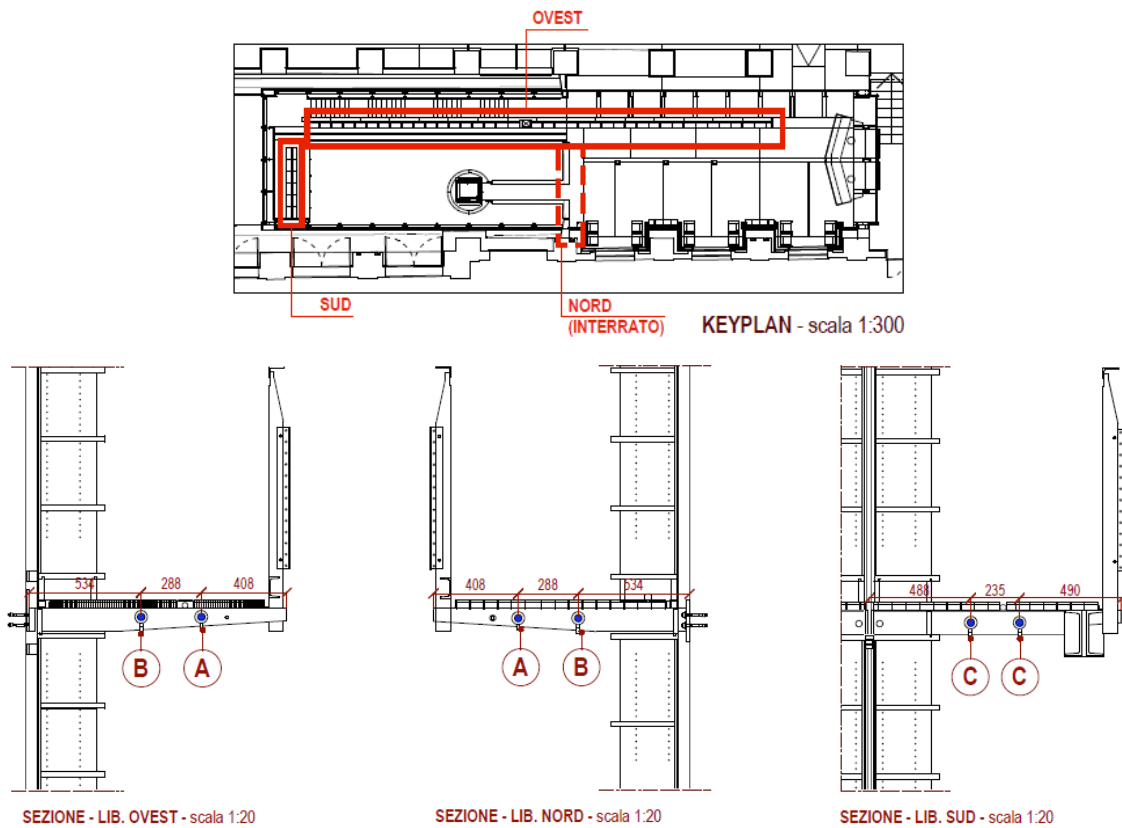 OVEST
SUD
NORD
(INTERRATO)
KEYPLAN - scala 1:300
534 288 408
B A
SEZIONE - LIB. OVEST - scala 1:20
408 288 534
A B
SEZIONE - LIB. NORD - scala 1:20
488 235 490
C C
SEZIONE - LIB. SUD - scala 1:20